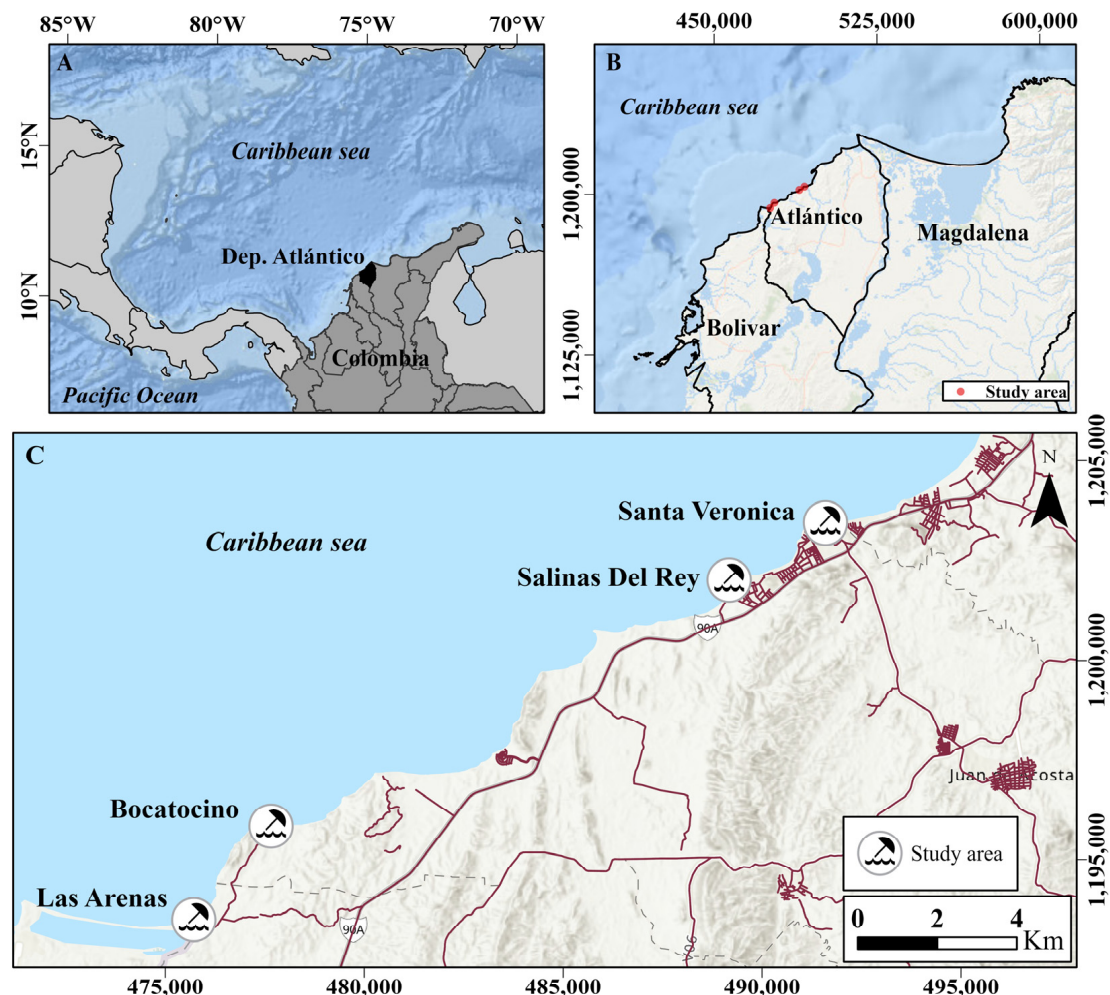 85°W 80°W 75°W 70°W
A
Caribbean sea
15°N
Dep. Atlántico
10°N
Colombia
Pacific Ocean
450,000 525,000 600,000
B
Caribbean sea
1,200,000
Atlántico
Magdalena
Bolivar
1,125,000
Study area
C
1,205,000
N
Santa Veronica
Caribbean sea
Salinas Del Rey
90A
1,200,000
Bocatocino
1,195,000
Study area
Las Arenas
90A
0 2 4
Km
475,000 480,000 485,000 490,000 495,000